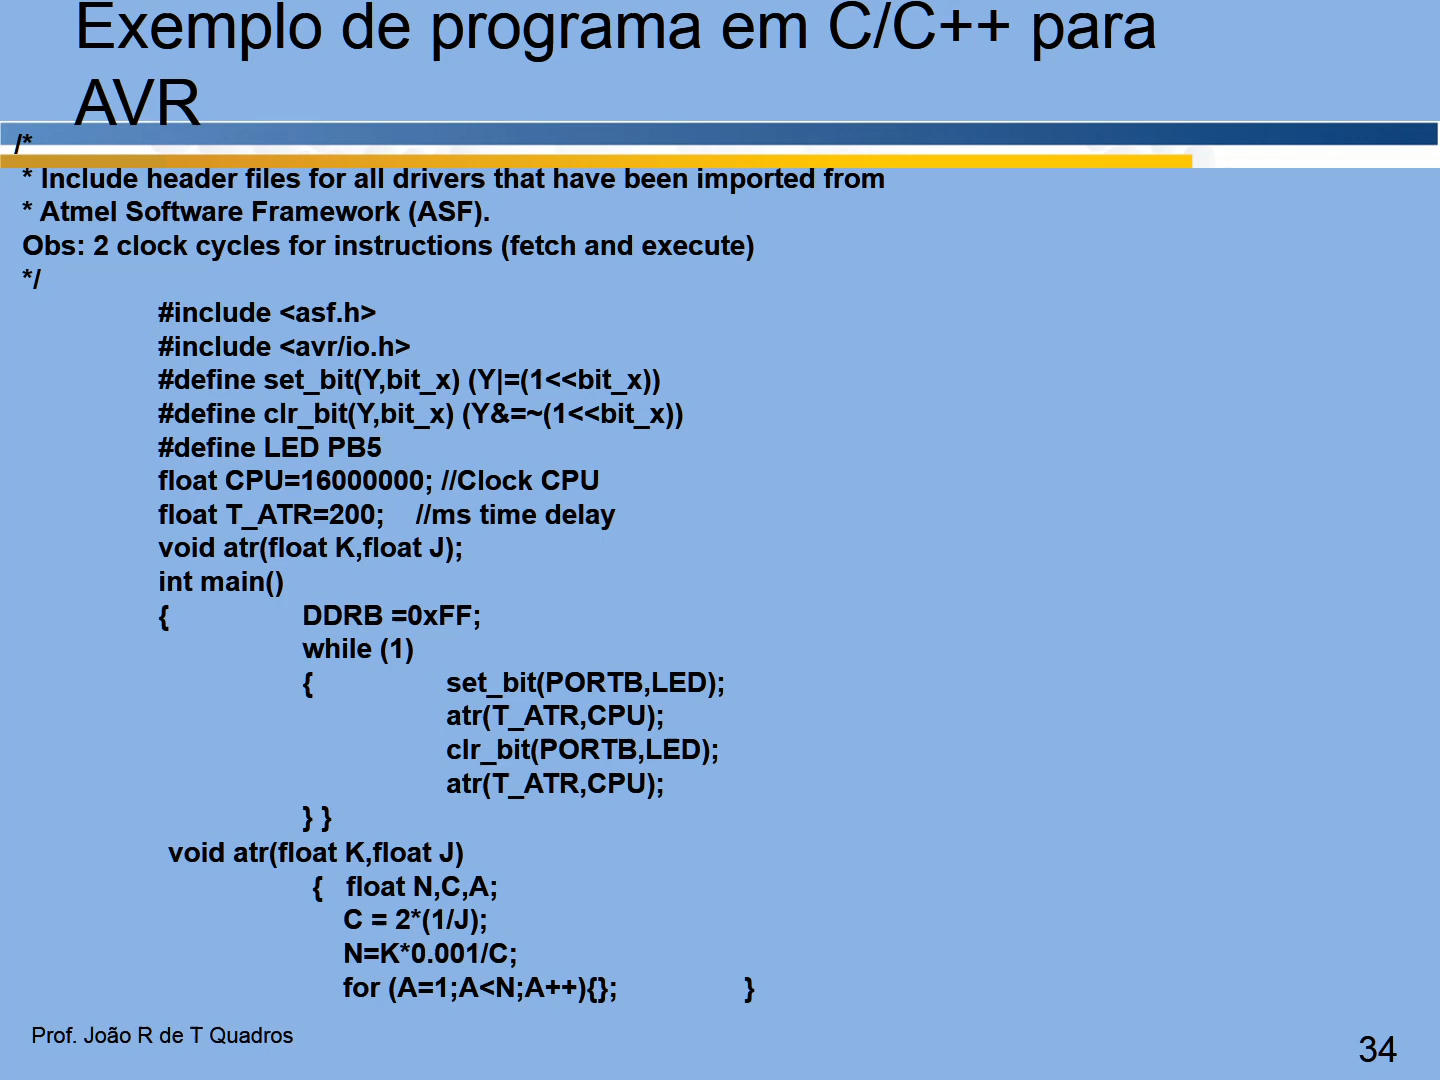 Exemplo de programa em C/C++ para
AVR
/*
* Include header files for all drivers that have been imported from
* Atmel Software Framework (ASF).
Obs: 2 clock cycles for instructions (fetch and execute)
*/
#include <asf.h>
#include <avr/io.h>
#define set_bit(Y,bit_x) (Y|=(1<<bit_x))
#define clr_bit(Y,bit_x) (Y&=~(1<<bit_x))
#define LED PB5
float CPU=16000000; //Clock CPU
float T_ATR=200; //ms time delay
void atr(float K,float J);
int main()
{ DDRB =0xFF;
while (1)
{ set_bit(PORTB,LED);
atr(T_ATR,CPU);
clr_bit(PORTB,LED);
atr(T_ATR,CPU);
} }
void atr(float K,float J)
{ float N,C,A;
C = 2*(1/J);
N=K*0.001/C;
for (A=1;A<N;A++){}; }
Prof. João R de T Quadros
34